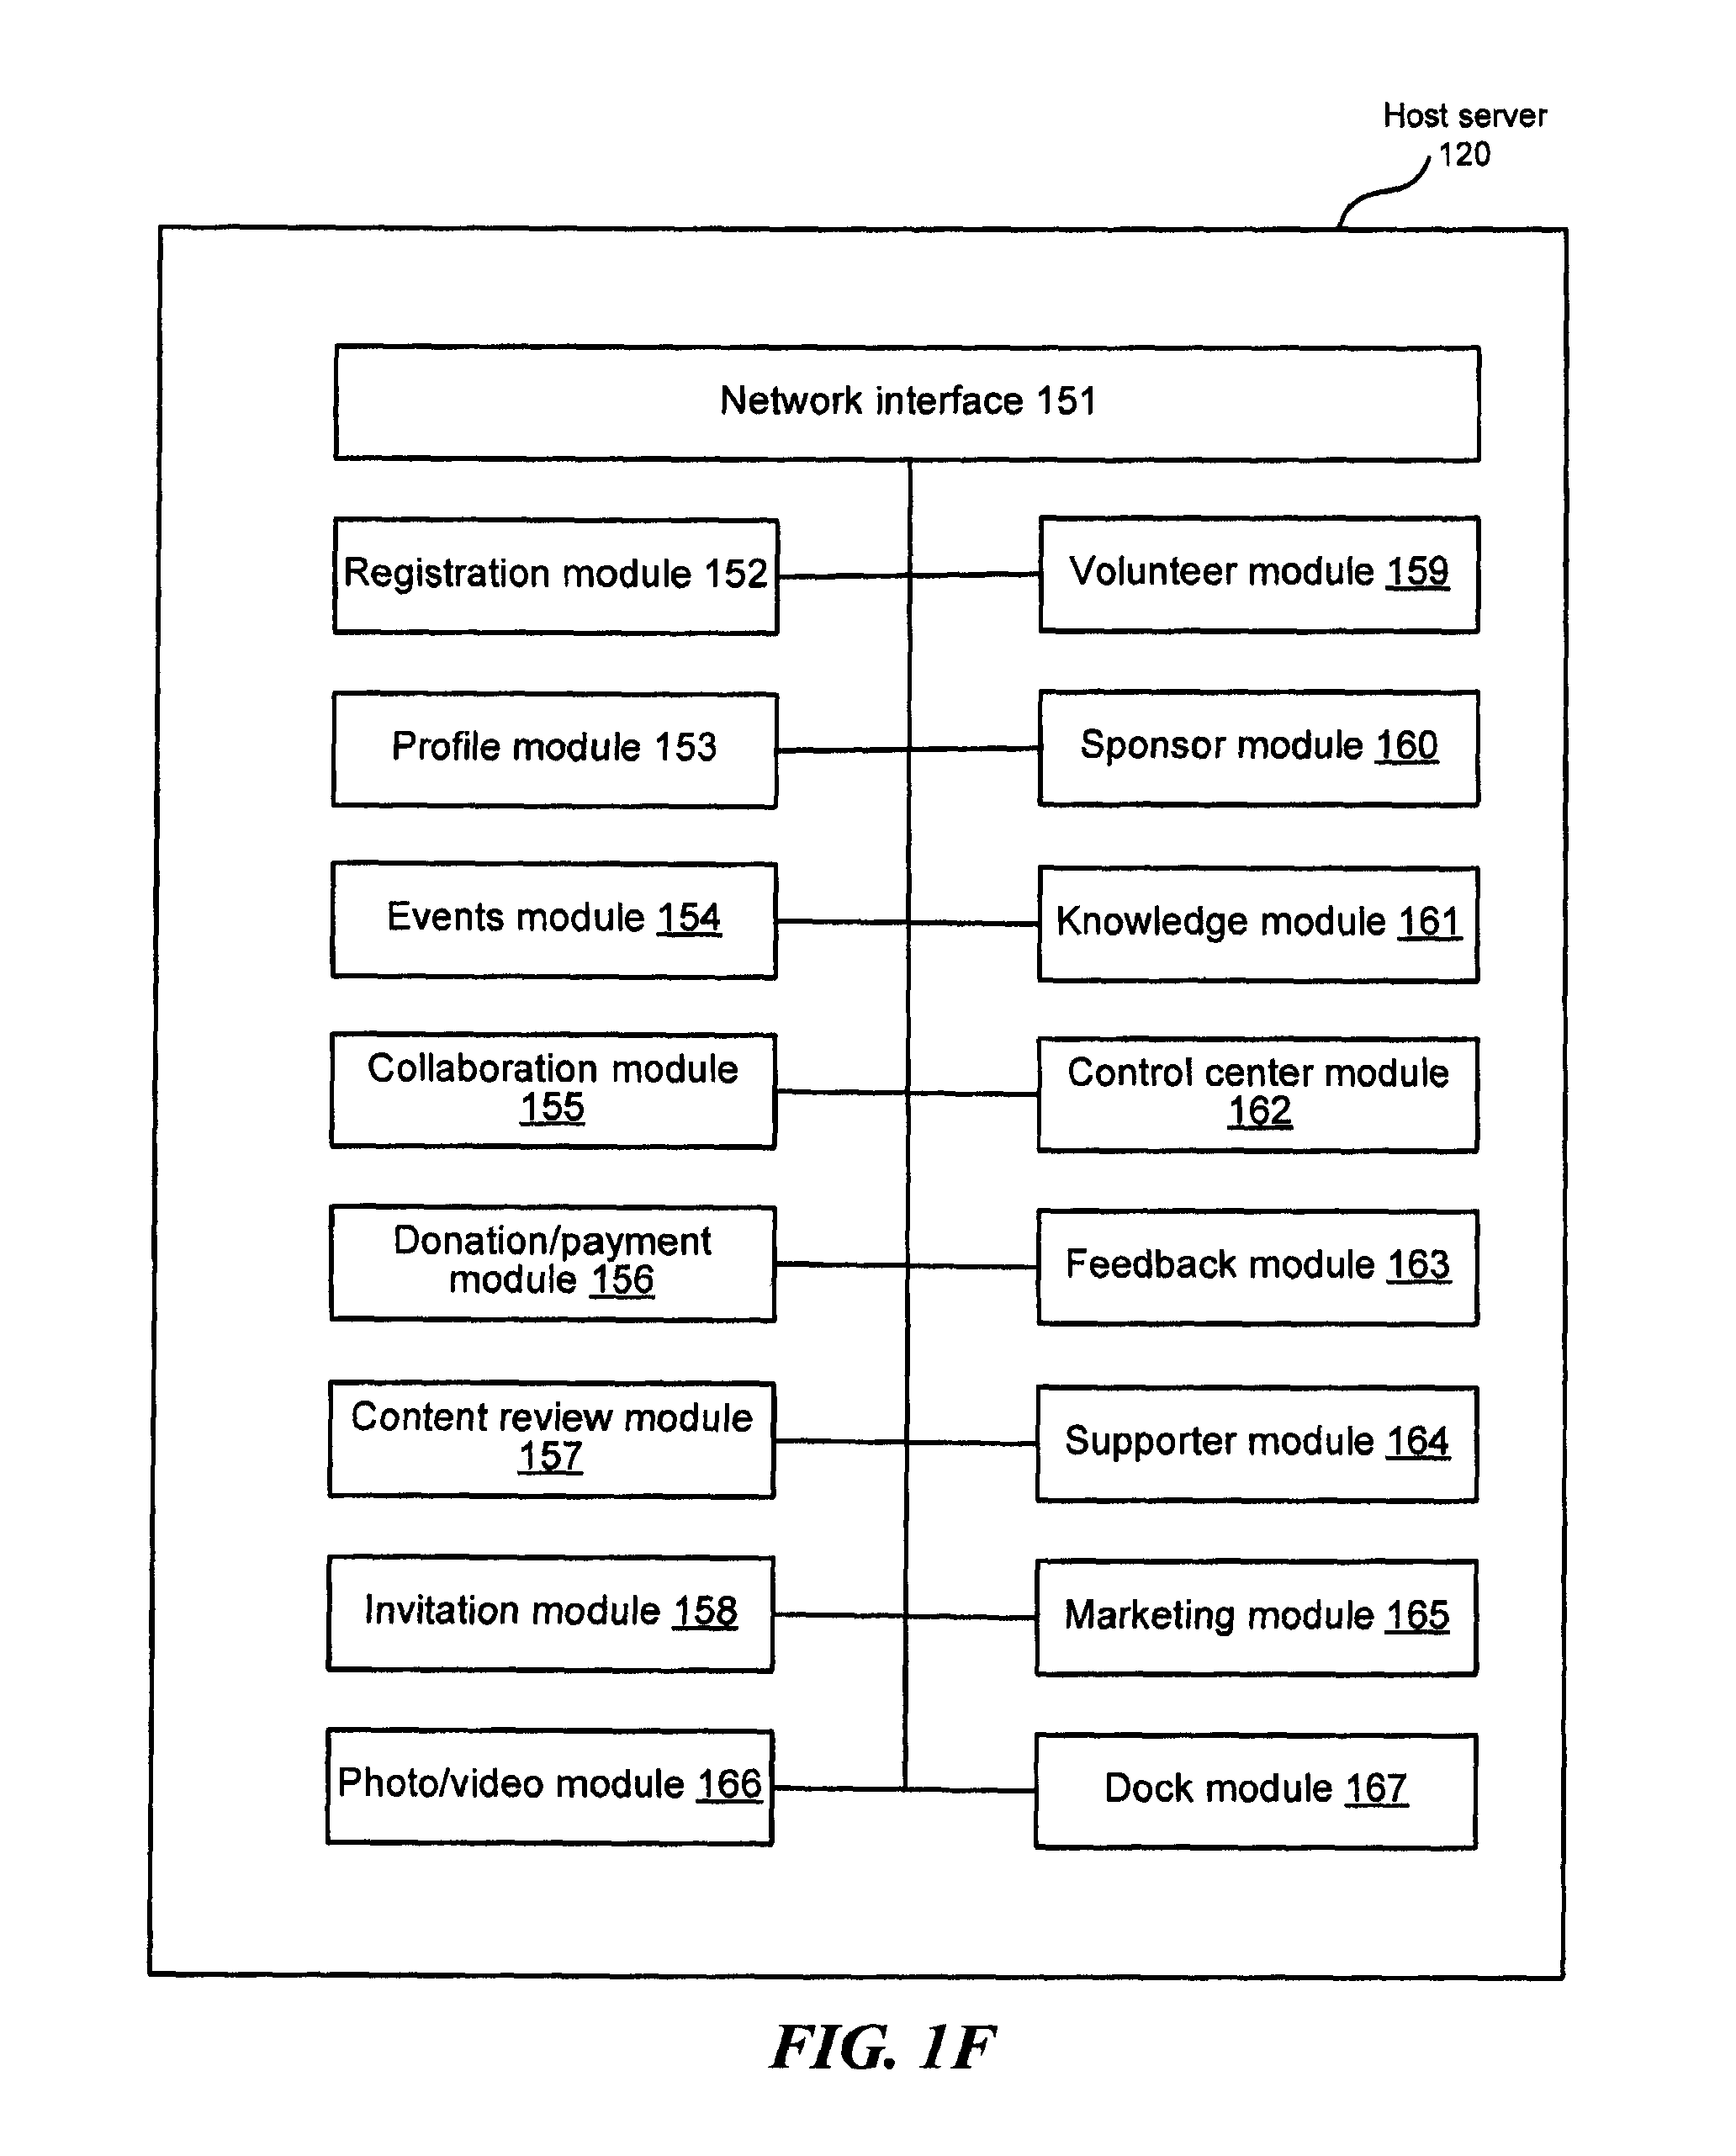 Host server
120
Network interface 151
Registration module 152
Volunteer module 159
Profile module 153
Sponsor module 160
Events module 154
Knowledge module 161
Collaboration module
155
Control center module
162
Donation/payment
module 156
Feedback module 163
Content review module
157
Supporter module 164
Invitation module 158
Marketing module 165
Photo/video module 166
Dock module 167
FIG. 1F